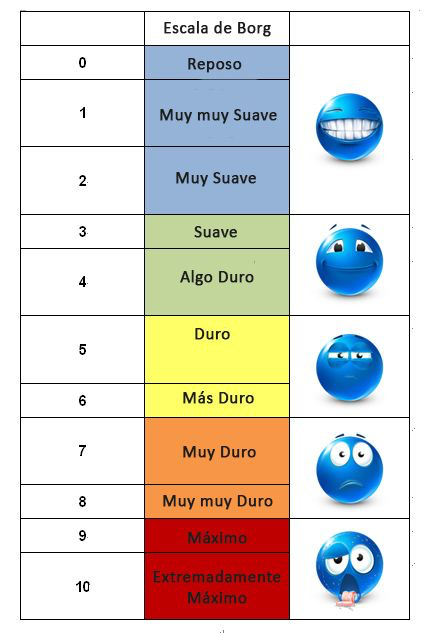 Escala de Borg
0 Reposo
1 Muy muy Suave
2 Muy Suave
3 Suave
4 Algo Duro
5 Duro
6 Más Duro
7 Muy Duro
8 Muy muy Duro
9 Máximo
10 Extremadamente
Máximo